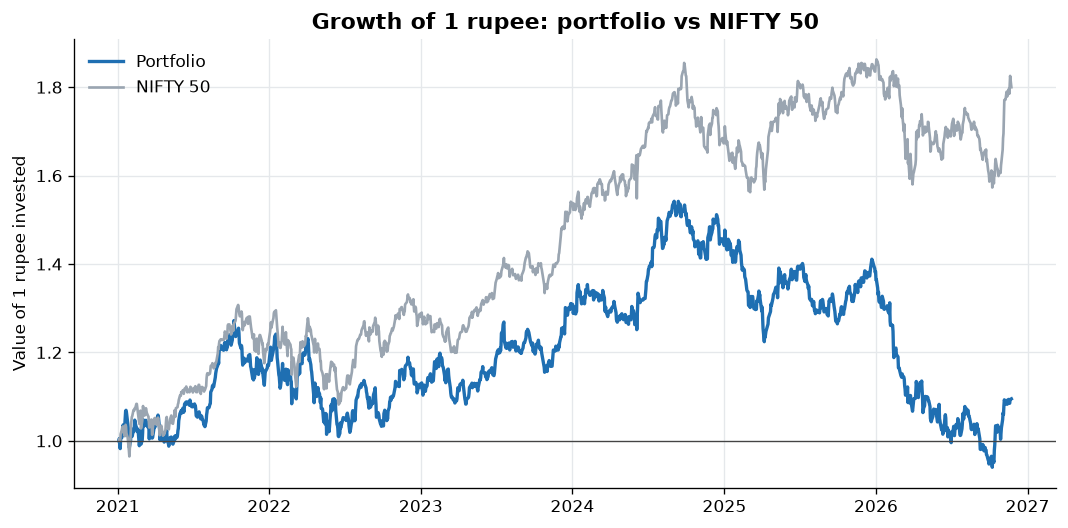 Growth of 1 rupee: portfolio vs NIFTY 50
Portfolio
NIFTY 50
Value of 1 rupee invested
1.8
1.6
1.4
1.2
1.0
2021 2022 2023 2024 2025 2026 2027